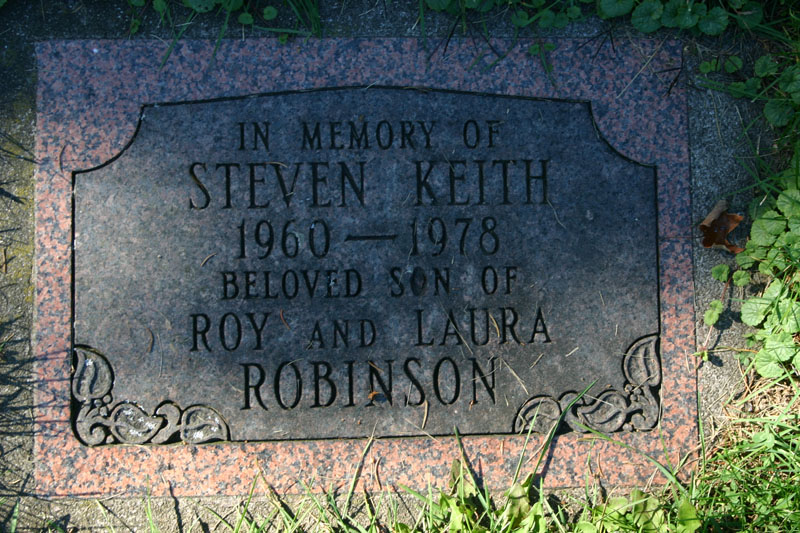 IN MEMORY OF
STEVEN KEITH
1960 — 1978
BELOVED SON OF
ROY AND LAURA
ROBINSON